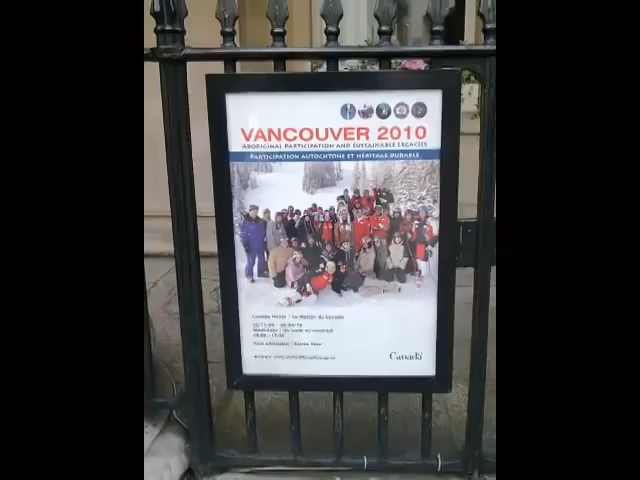 VANCOUVER 2010
ABORIGINAL PARTICIPATION AND SUSTAINABLE LEGACIES
PARTICIPATION AUTOCHTONE ET HÉRITAGE DURABLE
Canada House / La Maison du Canada
Free admission / Entrée libre
Canada